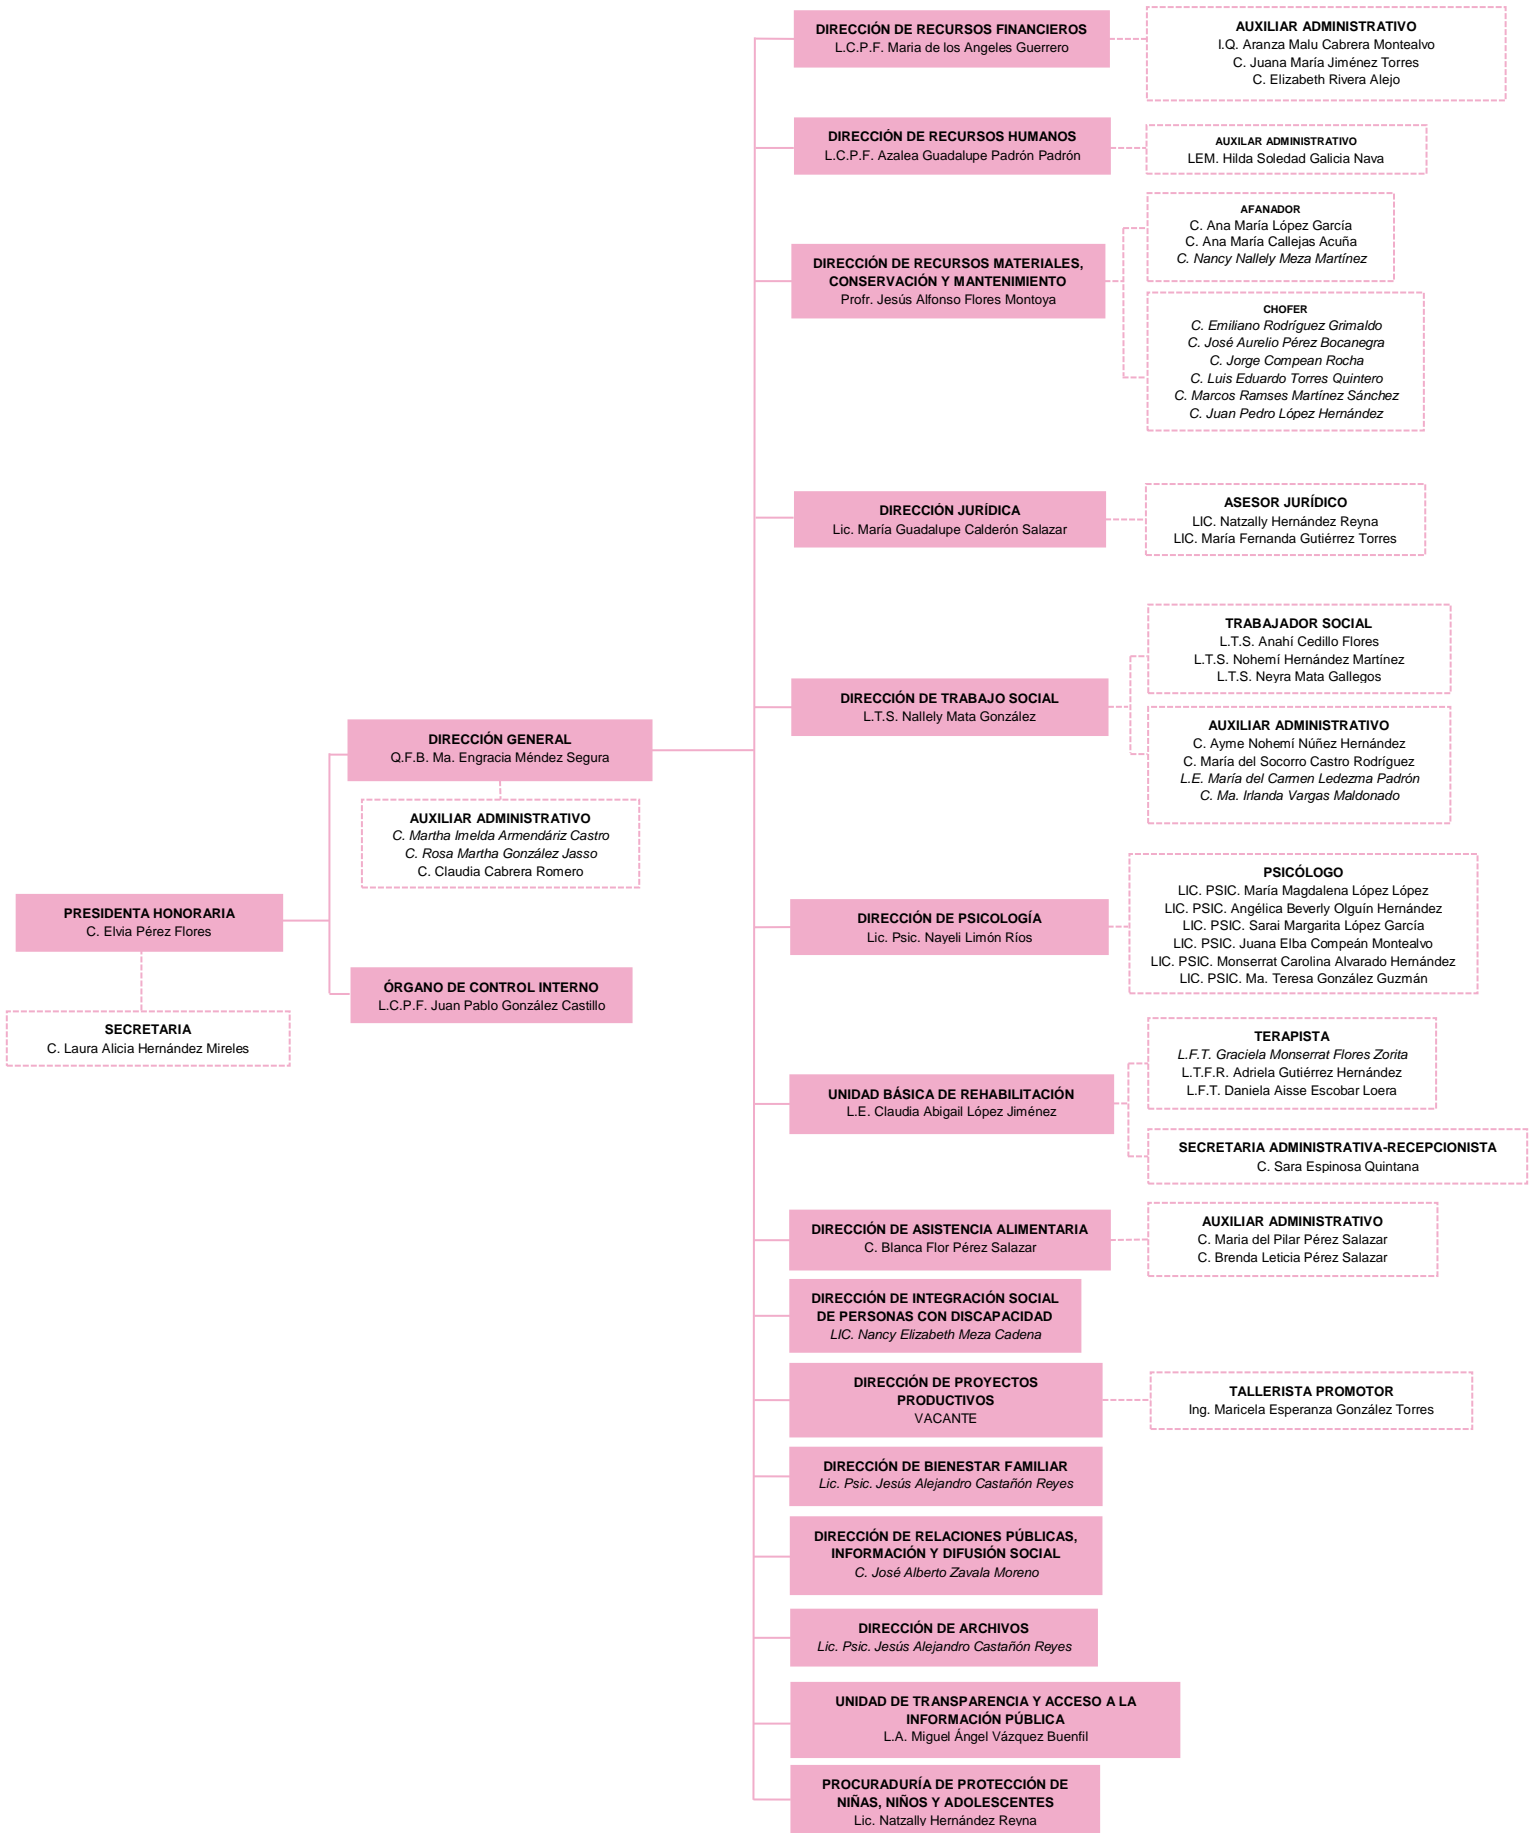 DIRECCIÓN DE RECURSOS FINANCIEROS
L.C.P.F. Maria de los Angeles Guerrero
AUXILIAR ADMINISTRATIVO
I.Q. Aranza Malu Cabrera Montealvo
C. Juana María Jiménez Torres
C. Elizabeth Rivera Alejo
DIRECCIÓN DE RECURSOS HUMANOS
L.C.P.F. Azalea Guadalupe Padrón Padrón
AUXILAR ADMINISTRATIVO
LEM. Hilda Soledad Galicia Nava
DIRECCIÓN DE RECURSOS MATERIALES,
CONSERVACIÓN Y MANTENIMIENTO
Profr. Jesús Alfonso Flores Montoya
AFANADOR
C. Ana María López García
C. Ana María Callejas Acuña
C. Nancy Nallely Meza Martínez
CHOFER
C. Emiliano Rodríguez Grimaldo
C. José Aurelio Pérez Bocanegra
C. Jorge Compean Rocha
C. Luis Eduardo Torres Quintero
C. Marcos Ramses Martínez Sánchez
C. Juan Pedro López Hernández
DIRECCIÓN JURÍDICA
Lic. María Guadalupe Calderón Salazar
ASESOR JURÍDICO
LIC. Natzally Hernández Reyna
LIC. María Fernanda Gutiérrez Torres
DIRECCIÓN DE TRABAJO SOCIAL
L.T.S. Nallely Mata González
TRABAJADOR SOCIAL
L.T.S. Anahí Cedillo Flores
L.T.S. Nohemí Hernández Martínez
L.T.S. Neyra Mata Gallegos
AUXILIAR ADMINISTRATIVO
C. Ayme Nohemí Núñez Hernández
C. María del Socorro Castro Rodríguez
L.E. María del Carmen Ledezma Padrón
C. Ma. Irlanda Vargas Maldonado
DIRECCIÓN GENERAL
Q.F.B. Ma. Engracia Méndez Segura
AUXILIAR ADMINISTRATIVO
C. Martha Imelda Armendáriz Castro
C. Rosa Martha González Jasso
C. Claudia Cabrera Romero
PRESIDENTA HONORARIA
C. Elvia Pérez Flores
SECRETARIA
C. Laura Alicia Hernández Mireles
ÓRGANO DE CONTROL INTERNO
L.C.P.F. Juan Pablo González Castillo
DIRECCIÓN DE PSICOLOGÍA
Lic. Psic. Nayeli Limón Ríos
PSICÓLOGO
LIC. PSIC. María Magdalena López López
LIC. PSIC. Angélica Beverly Olguín Hernández
LIC. PSIC. Sarai Margarita López García
LIC. PSIC. Juana Elba Compeán Montealvo
LIC. PSIC. Monserrat Carolina Alvarado Hernández
LIC. PSIC. Ma. Teresa González Guzmán
UNIDAD BÁSICA DE REHABILITACIÓN
L.E. Claudia Abigail López Jiménez
TERAPISTA
L.F.T. Graciela Monserrat Flores Zorita
L.T.F.R. Adriela Gutiérrez Hernández
L.F.T. Daniela Aisse Escobar Loera
SECRETARIA ADMINISTRATIVA-RECEPCIONISTA
C. Sara Espinosa Quintana
DIRECCIÓN DE ASISTENCIA ALIMENTARIA
C. Blanca Flor Pérez Salazar
AUXILIAR ADMINISTRATIVO
C. Maria del Pilar Pérez Salazar
C. Brenda Leticia Pérez Salazar
DIRECCIÓN DE INTEGRACIÓN SOCIAL
DE PERSONAS CON DISCAPACIDAD
LIC. Nancy Elizabeth Meza Cadena
DIRECCIÓN DE PROYECTOS
PRODUCTIVOS
VACANTE
TALLERISTA PROMOTOR
Ing. Maricela Esperanza González Torres
DIRECCIÓN DE BIENESTAR FAMILIAR
Lic. Psic. Jesús Alejandro Castañón Reyes
DIRECCIÓN DE RELACIONES PÚBLICAS,
INFORMACIÓN Y DIFUSIÓN SOCIAL
C. José Alberto Zavala Moreno
DIRECCIÓN DE ARCHIVOS
Lic. Psic. Jesús Alejandro Castañón Reyes
UNIDAD DE TRANSPARENCIA Y ACCESO A LA
INFORMACIÓN PÚBLICA
L.A. Miguel Ángel Vázquez Buenfil
PROCURADURÍA DE PROTECCIÓN DE
NIÑAS, NIÑOS Y ADOLESCENTES
Lic. Natzally Hernández Reyna